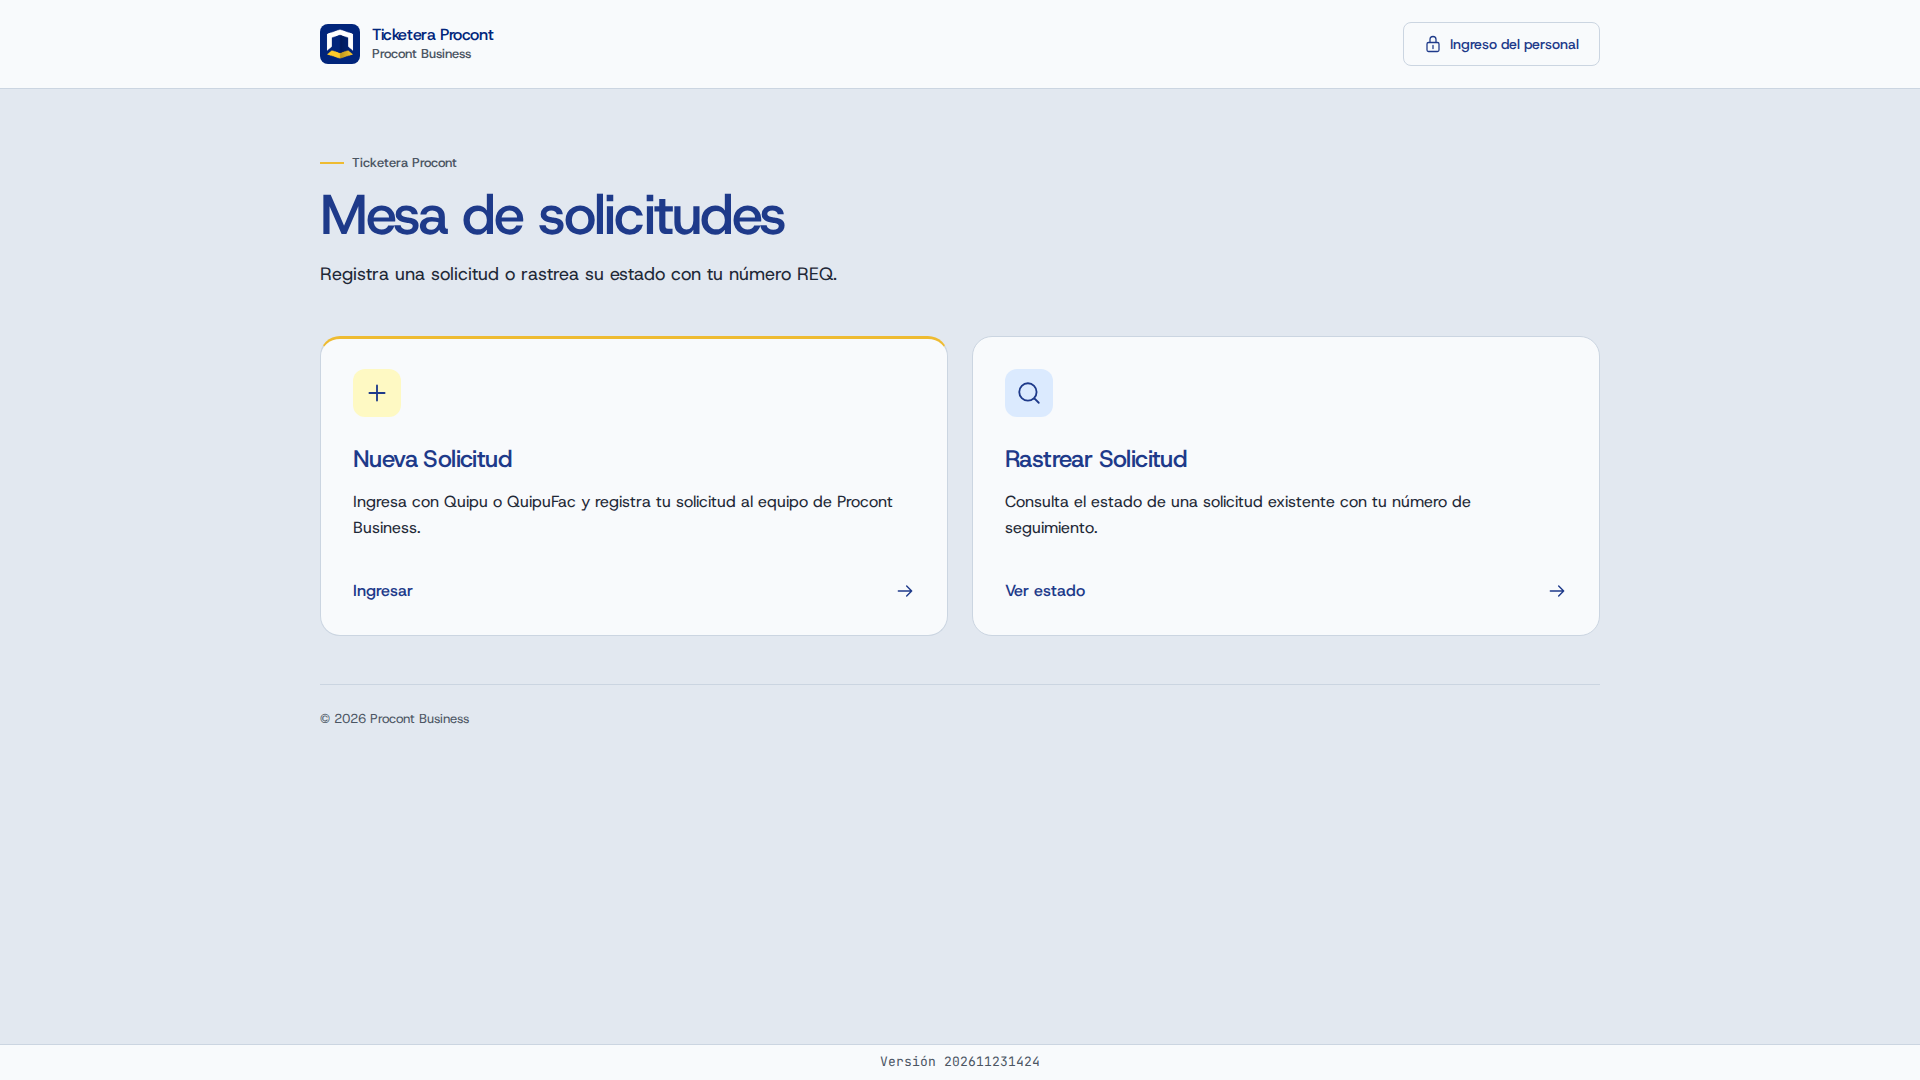 Ticketera Procont
Procont Business
Ingreso del personal
Ticketera Procont
Mesa de solicitudes
Registra una solicitud o rastrea su estado con tu número REQ.
Nueva Solicitud
Ingresa con Quipu o QuipuFac y registra tu solicitud al equipo de Procont
Business.
Ingresar
Rastrear Solicitud
Consulta el estado de una solicitud existente con tu número de
seguimiento.
Ver estado
© 2026 Procont Business
Versión 202611231424